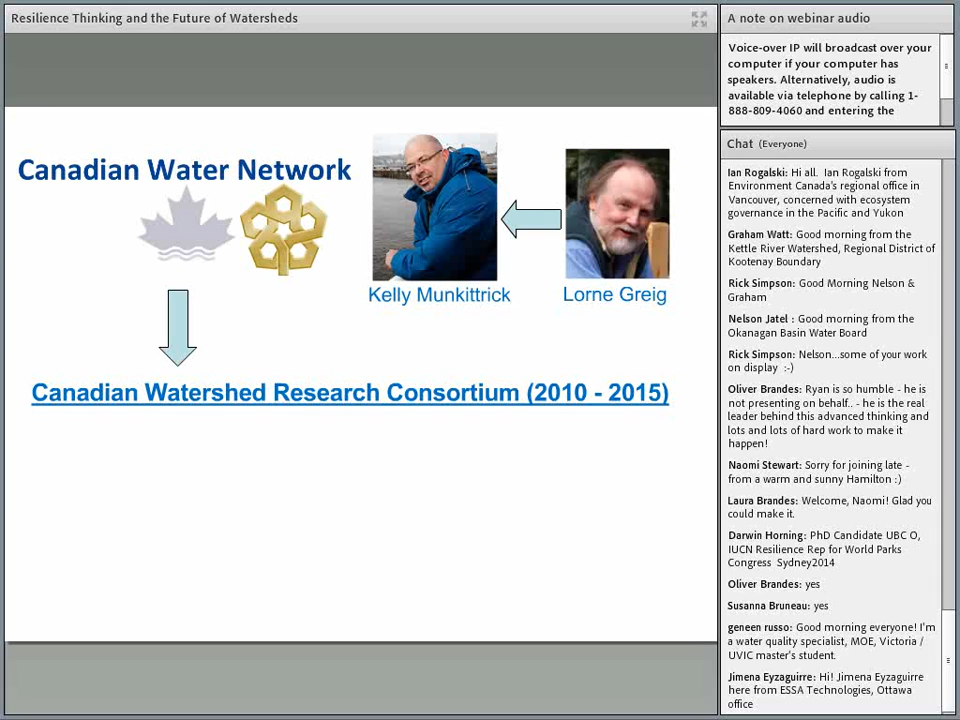 Resilience Thinking and the Future of Watersheds
Canadian Water Network
Kelly Munkittrick
Lorne Greig
Canadian Watershed Research Consortium (2010 - 2015)
A note on webinar audio
Voice-over IP will broadcast over your
computer if your computer has
speakers. Alternatively, audio is
available via telephone by calling 1-
888-809-4060 and entering the
Chat (Everyone)
Ian Rogalski: Hi all. Ian Rogalski from
Environment Canada's regional office in
Vancouver, concerned with ecosystem
governance in the Pacific and Yukon
Graham Watt: Good morning from the
Kettle River Watershed, Regional District of
Kootenay Boundary
Rick Simpson: Good Morning Nelson &
Graham
Nelson Jatel : Good morning from the
Okanagan Basin Water Board
Rick Simpson: Nelson...some of your work
on display :-)
Oliver Brandes: Ryan is so humble - he is
not presenting on behalf.. - he is the real
leader behind this advanced thinking and
lots and lots of hard work to make it
happen!
Naomi Stewart: Sorry for joining late -
from a warm and sunny Hamilton :)
Laura Brandes: Welcome, Naomi! Glad you
could make it.
Darwin Horning: PhD Candidate UBC O,
IUCN Resilience Rep for World Parks
Congress Sydney2014
Oliver Brandes: yes
Susanna Bruneau: yes
geneen russo: Good morning everyone! I'm
a water quality specialist, MOE, Victoria /
UVIC master's student.
Jimena Eyzaguirre: Hi! Jimena Eyzaguirre
here from ESSA Technologies, Ottawa
office